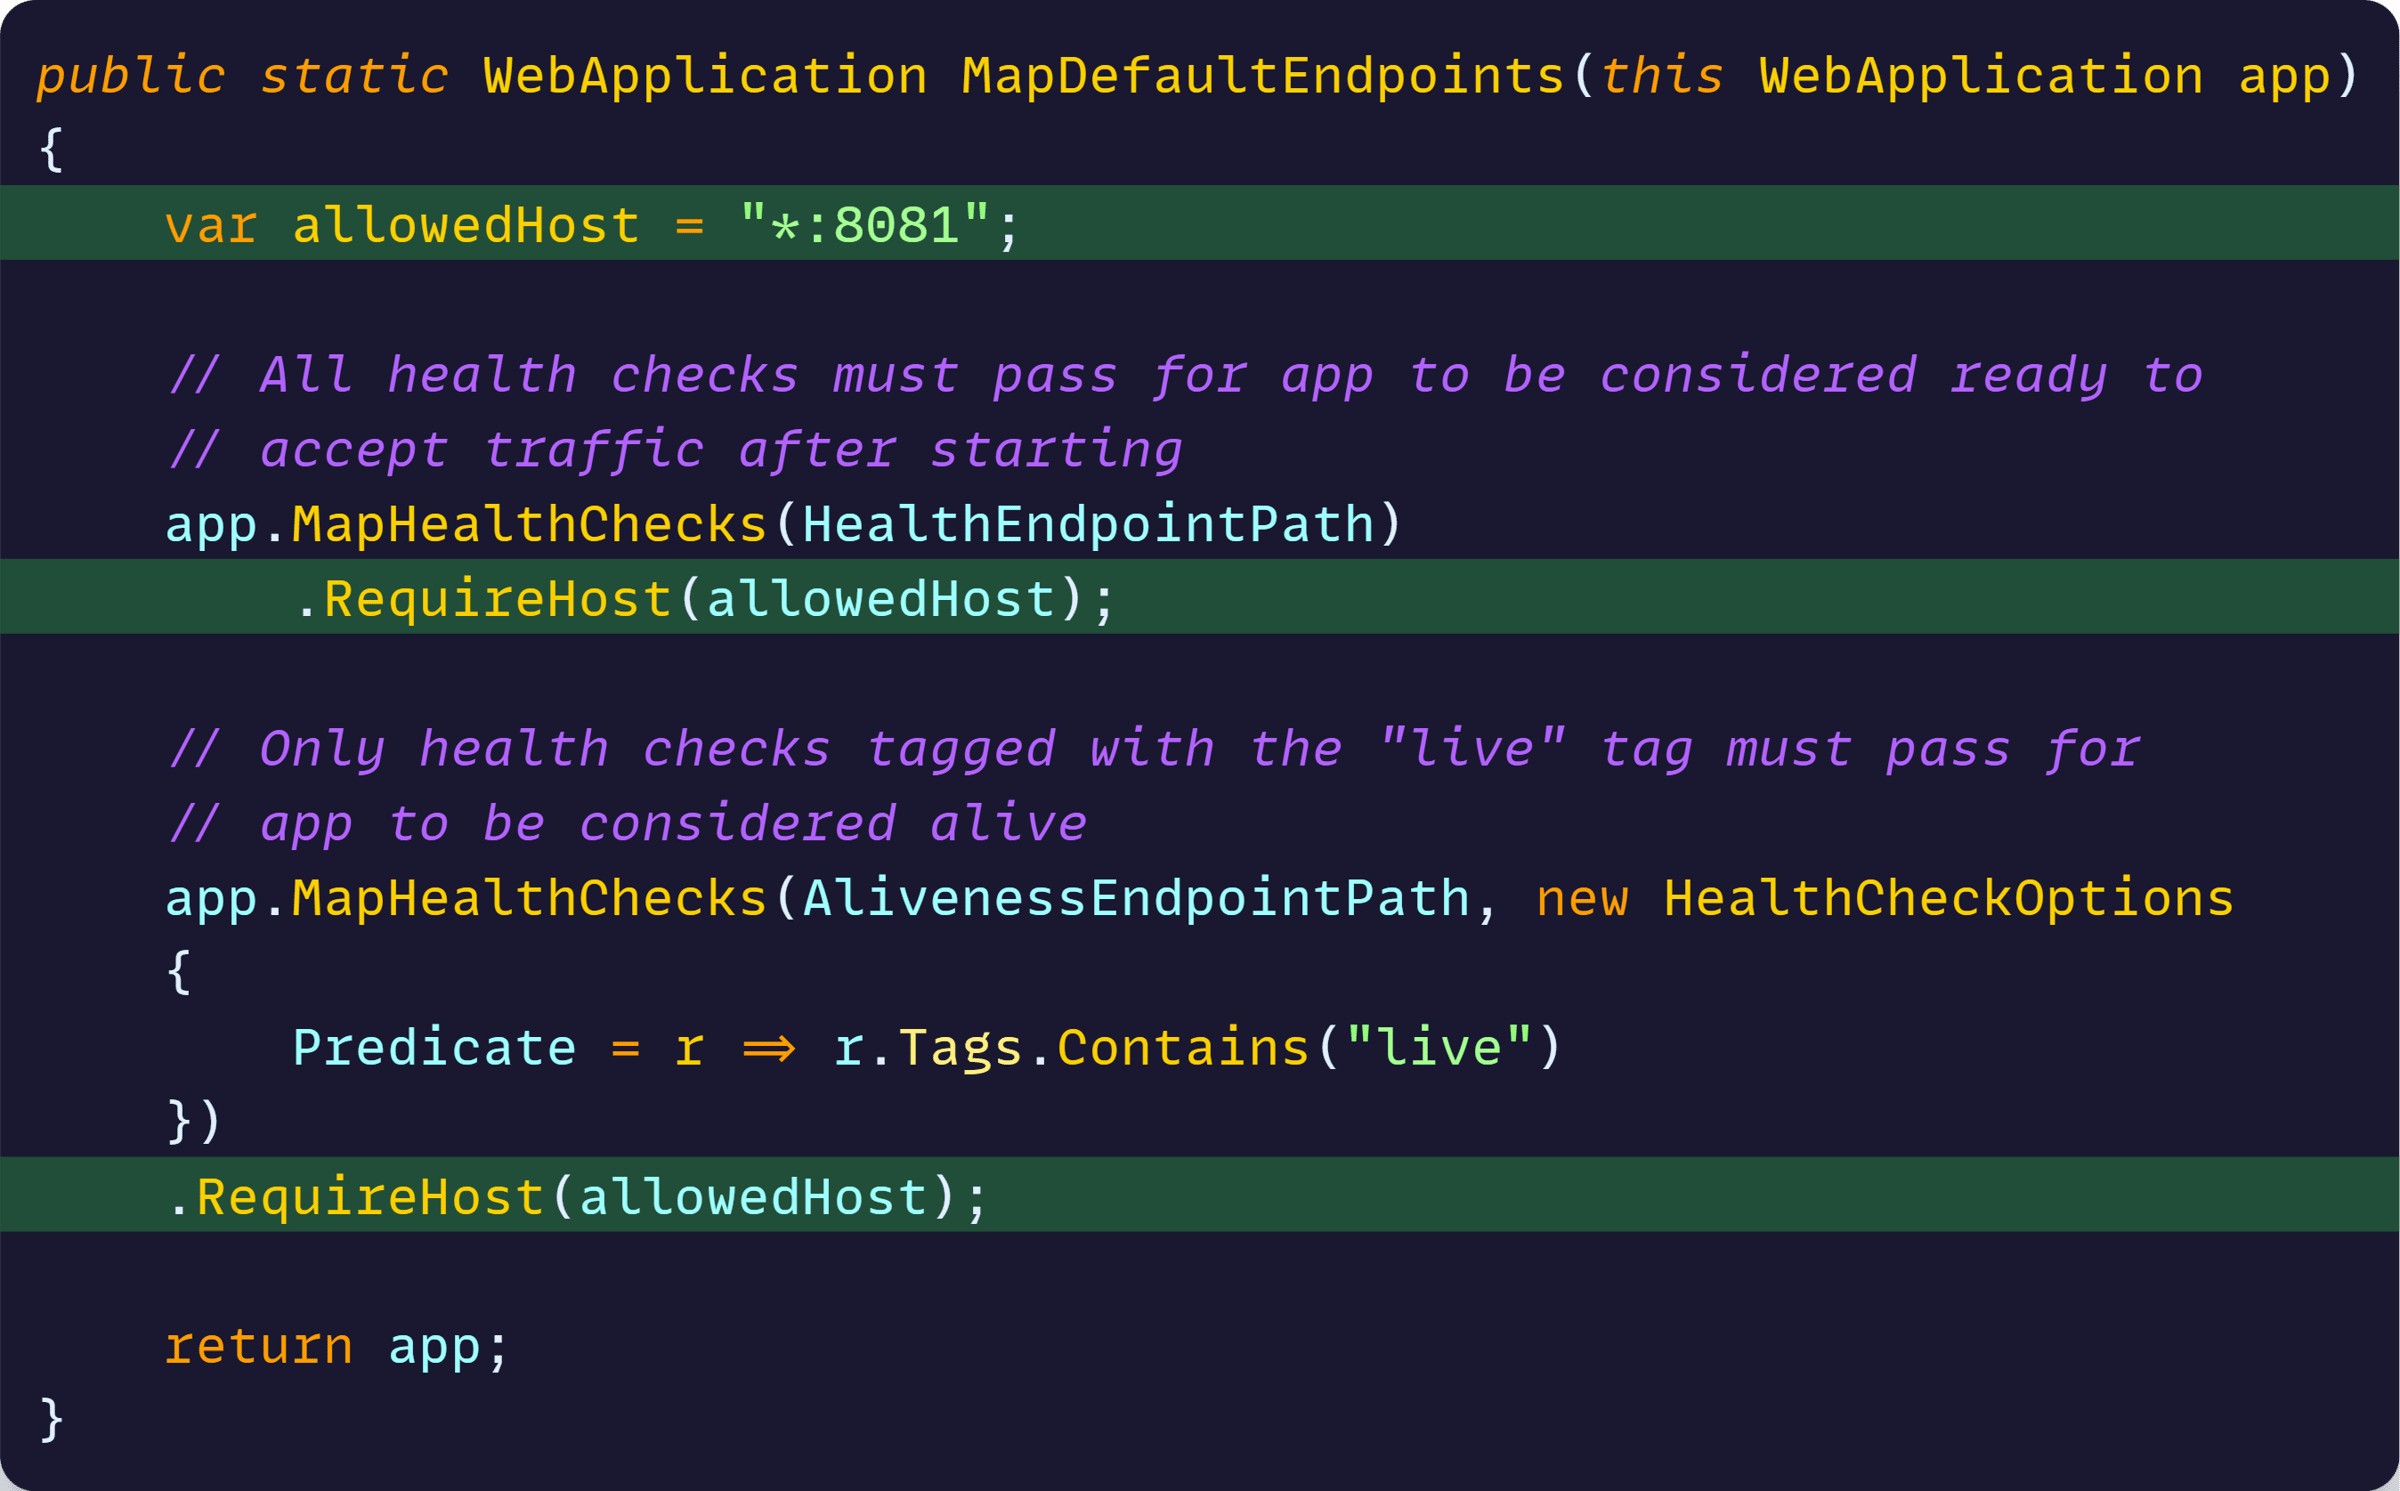 public static WebApplication MapDefaultEndpoints(this WebApplication app)
{
    var allowedHost = "*:8081";

    // All health checks must pass for app to be considered ready to
    // accept traffic after starting
    app.MapHealthChecks(HealthEndpointPath)
        .RequireHost(allowedHost);

    // Only health checks tagged with the "live" tag must pass for
    // app to be considered alive
    app.MapHealthChecks(AlivenessEndpointPath, new HealthCheckOptions
    {
        Predicate = r => r.Tags.Contains("live")
    })
    .RequireHost(allowedHost);

    return app;
}